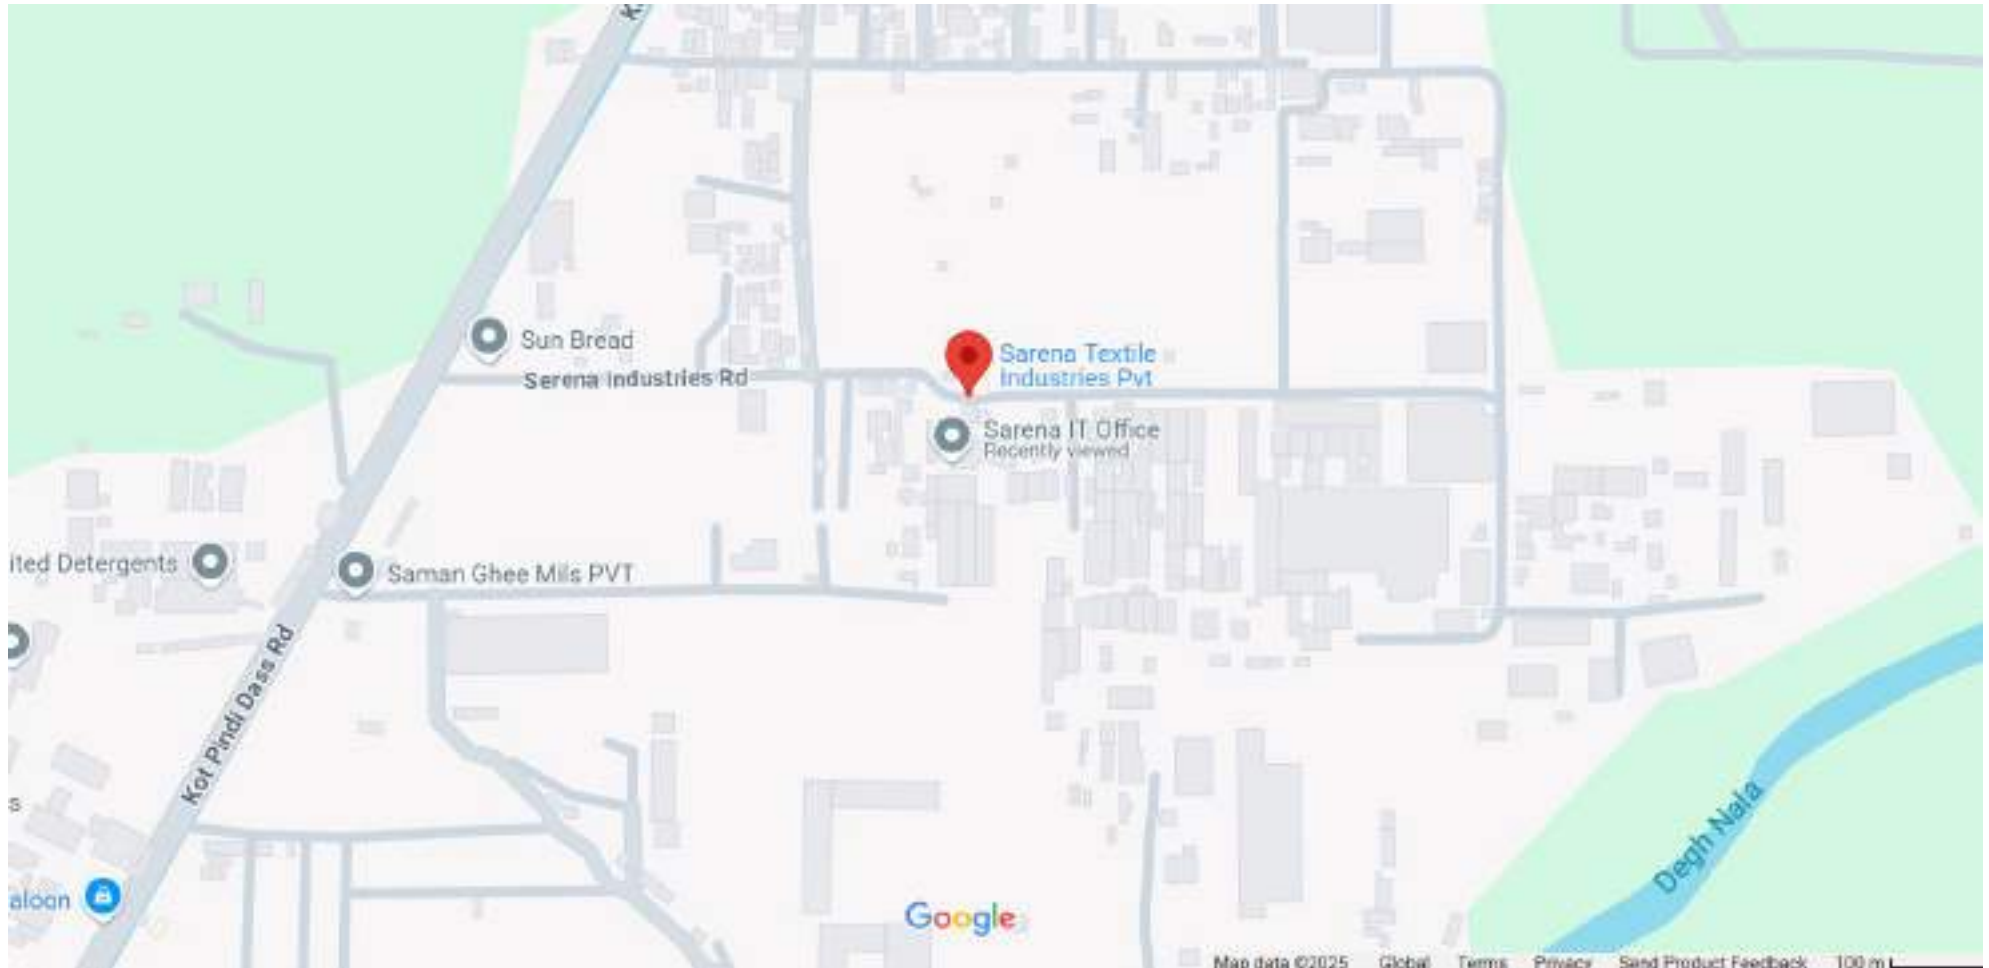 Sun Bread
Serena Industries Rd
Sarena Textile
Industries Pvt
Sarena IT Office
Recently viewed
ited Detergents
Saman Ghee Mils PVT
Kot Pindi Dass Rd
s
aloon
Degh Nala
Google
Map data ©2025 Global Terms Privacy Send Product Feedback 100 m